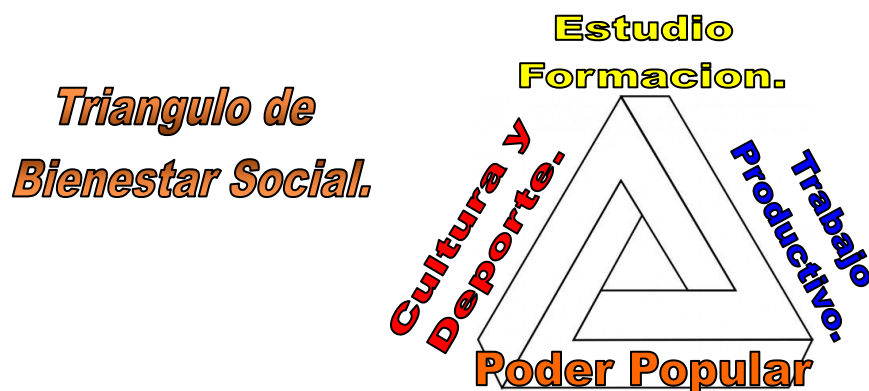 Triangulo de
Bienestar Social.
Estudio
Formacion.
Cultura y
Deporte.
Trabajo
Productivo.
Poder Popular